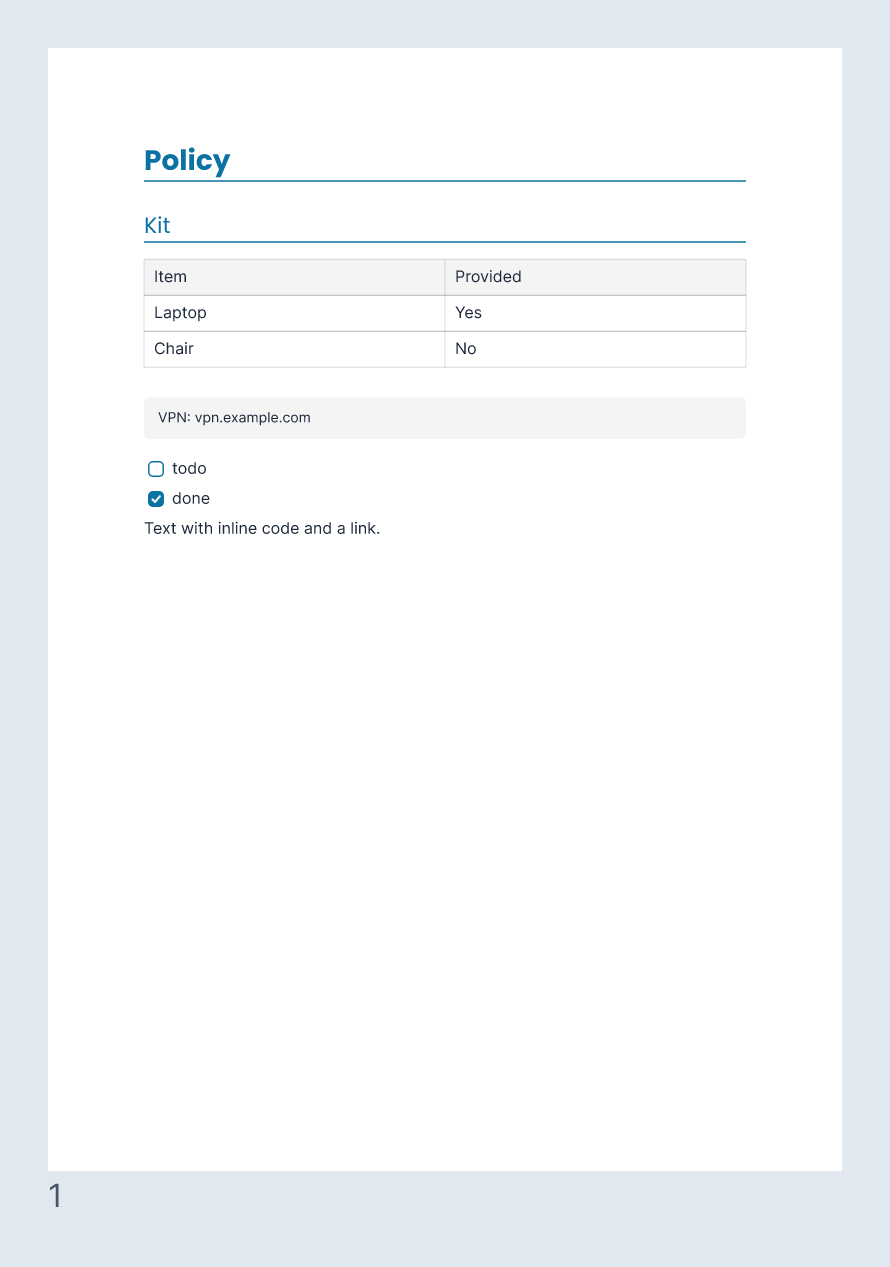 Policy
Kit
Item Provided
Laptop Yes
Chair No
VPN: vpn.example.com
todo
done
Text with inline code and a link.
1